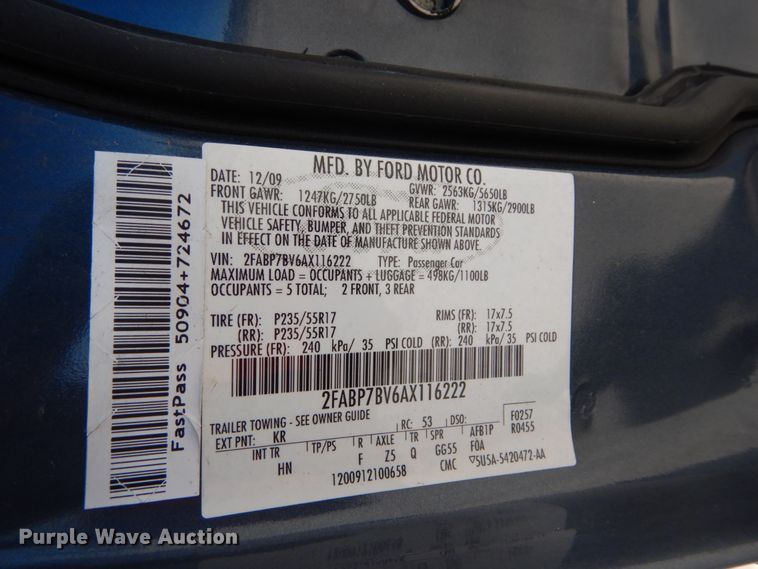 MFD. BY FORD MOTOR CO.
DATE: 12/09 GVWR: 2563KG/5650LB
FRONT GAWR: 1247KG/2750LB REAR GAWR: 1315KG/2900LB
THIS VEHICLE CONFORMS TO ALL APPLICABLE FEDERAL MOTOR
VEHICLE SAFETY, BUMPER, AND THEFT PREVENTION STANDARDS
IN EFFECT ON THE DATE OF MANUFACTURE SHOWN ABOVE.
VIN: 2FABP7BV6AX116222 TYPE: Passenger Car
MAXIMUM LOAD = OCCUPANTS + LUGGAGE = 498KG/1100LB
OCCUPANTS = 5 TOTAL; 2 FRONT, 3 REAR
TIRE (FR): P235/55R17 RIMS (FR): 17x7.5
(RR): P235/55R17 (RR): 17x7.5
PRESSURE (FR): 240 kPa/ 35 PSI COLD (RR): 240 kPa/35 PSI COLD
2FABP7BV6AX116222
TRAILER TOWING - SEE OWNER GUIDE
EXT PNT: KR RC: 53 DSO: F0257
INT TR TP/PS R AXLE TR SPR AFB1P R0455
HN F Z5 Q GG55 F0A
1200912100658 CMC ▽5U5A-5420472-AA
FastPass 50904+724672
Purple Wave Auction